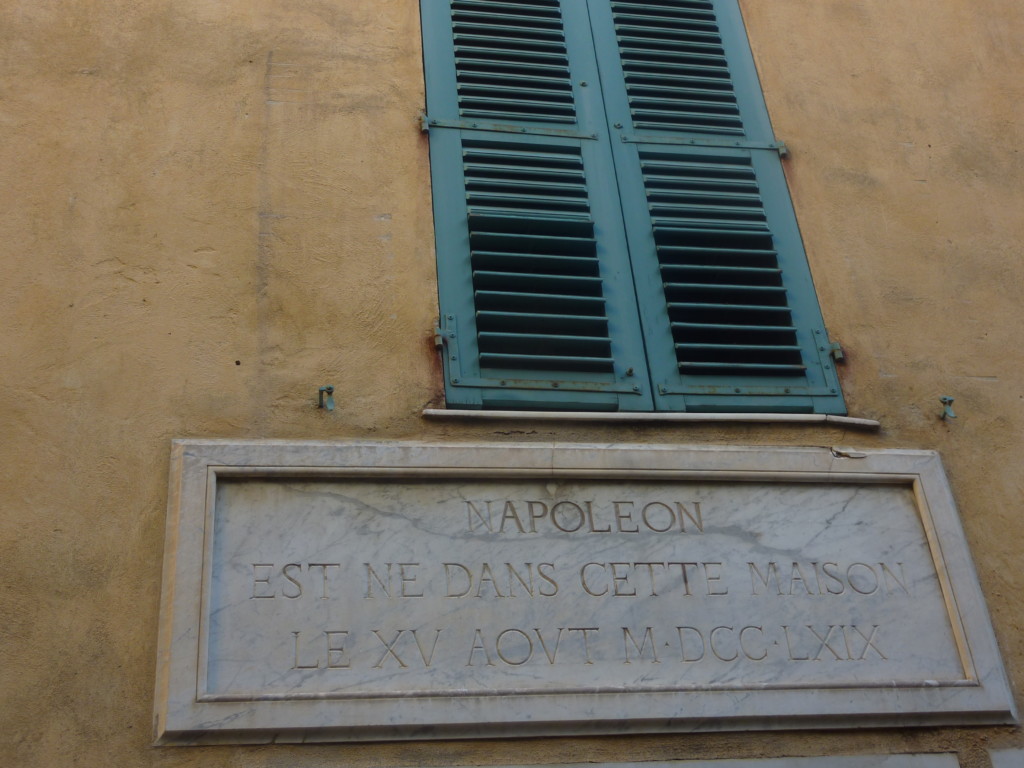 NAPOLEON
EST NE DANS CETTE MAISON
LE XV AOVT M·DCC·LXIX